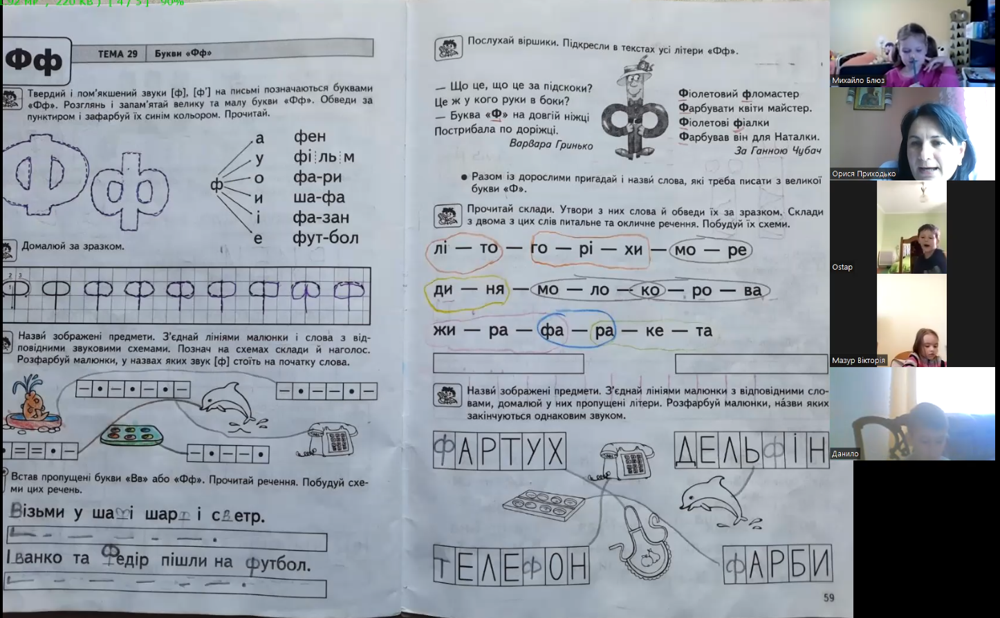 92 MP , 220 KB ) [ 4 / 5 ] 90%
Фф
ТЕМА 29 Букви «Фф»
Твердий і пом'якшений звуки [ф], [ф'] на письмі позначаються буквами
«Фф». Розглянь і запам'ятай велику та малу букви «Фф». Обведи за
пунктиром і зафарбуй їх синім кольором. Прочитай.
Ф ф
ф
а
у
о
и
і
е
фен
фі ль м
фа-ри
ша-фа
фа-зан
фут-бол
Домалюй за зразком.
2 3
1
Ф Ф Ф Ф Ф Ф Ф Ф Ф
Назви́ зображені предмети. З'єднай лініями малюнки і слова з від-
повідними звуковими схемами. Познач на схемах склади й наголос.
Розфарбуй малюнки, у назвах яких звук [ф] стоїть на початку слова.
Встав пропущені букви «Вв» або «Фф». Прочитай речення. Побудуй схе-
ми цих речень.
Візьми у ша і шар і светр.
Іванко та Федір пішли на футбол.
Послухай віршики. Підкресли в текстах усі літери «Фф».
— Що це, що це за підскоки?
Це ж у кого руки в боки?
— Буква «Ф» на довгій ніжці
Пострибала по доріжці.
Варвара Гринько
Фіолетовий фломастер
Фарбувати квіти майстер.
Фіолетові фіалки
Фарбував він для Наталки.
За Ганною Чубач
● Разом із дорослими пригадай і назви́ слова, які треба писати з великої
букви «Ф».
Прочитай склади. Утвори з них слова й обведи їх за зразком. Склади
з двома з цих слів питальне та окличне речення. Побудуй їх схеми.
лі — то — го — рі — хи — мо — ре
ди — ня — мо — ло — ко — ро — ва
жи — ра — фа — ра — ке — та
Назви́ зображені предмети. З'єднай лініями малюнки з відповідними сло-
вами, домалюй у них пропущені літери. Розфарбуй малюнки, на́зви яких
закінчуються однаковим звуком.
ФАРТУХ
ДЕЛЬФІН
ТЕЛЕФОН
ФАРБИ
59
Михайло Блюз
Орися Приходько
Ostap
Мазур Вікторія
Данило